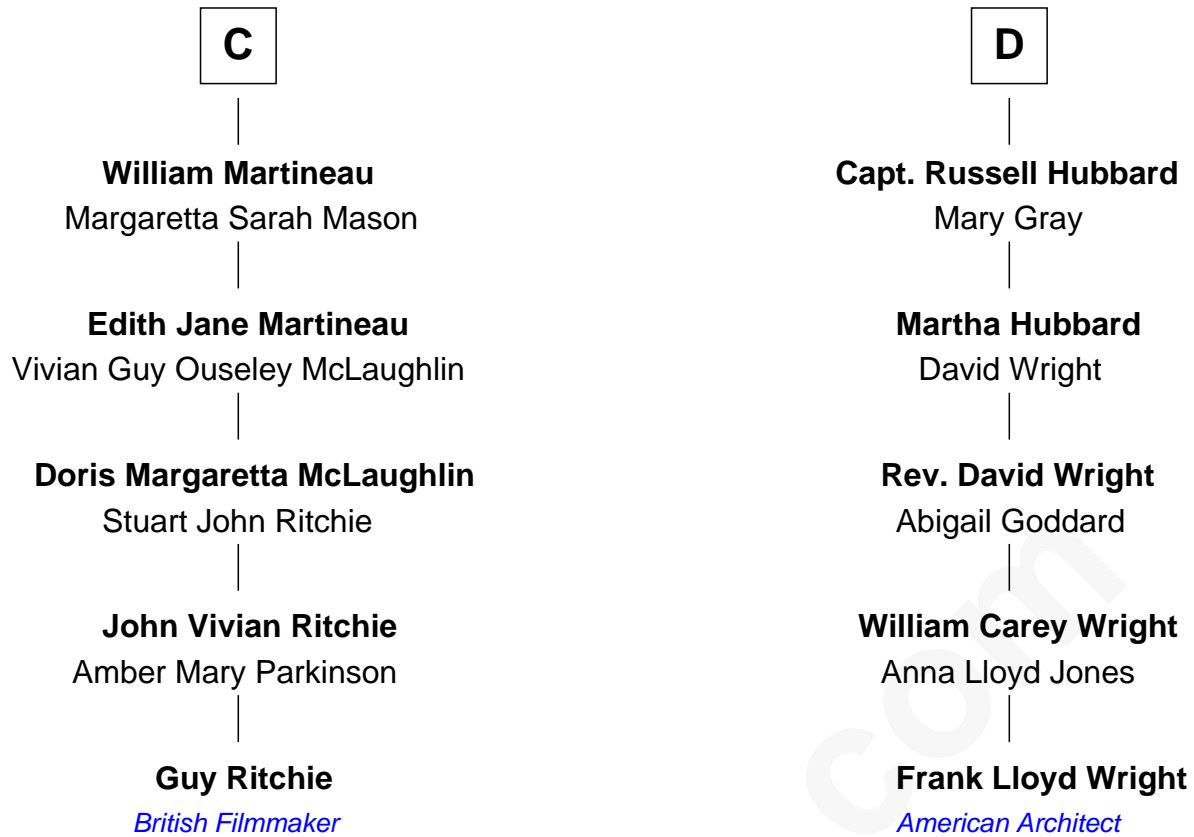 C
William Martineau
Margaretta Sarah Mason
Edith Jane Martineau
Vivian Guy Ouseley McLaughlin
Doris Margaretta McLaughlin
Stuart John Ritchie
John Vivian Ritchie
Amber Mary Parkinson
Guy Ritchie
British Filmmaker
D
Capt. Russell Hubbard
Mary Gray
Martha Hubbard
David Wright
Rev. David Wright
Abigail Goddard
William Carey Wright
Anna Lloyd Jones
Frank Lloyd Wright
American Architect
com